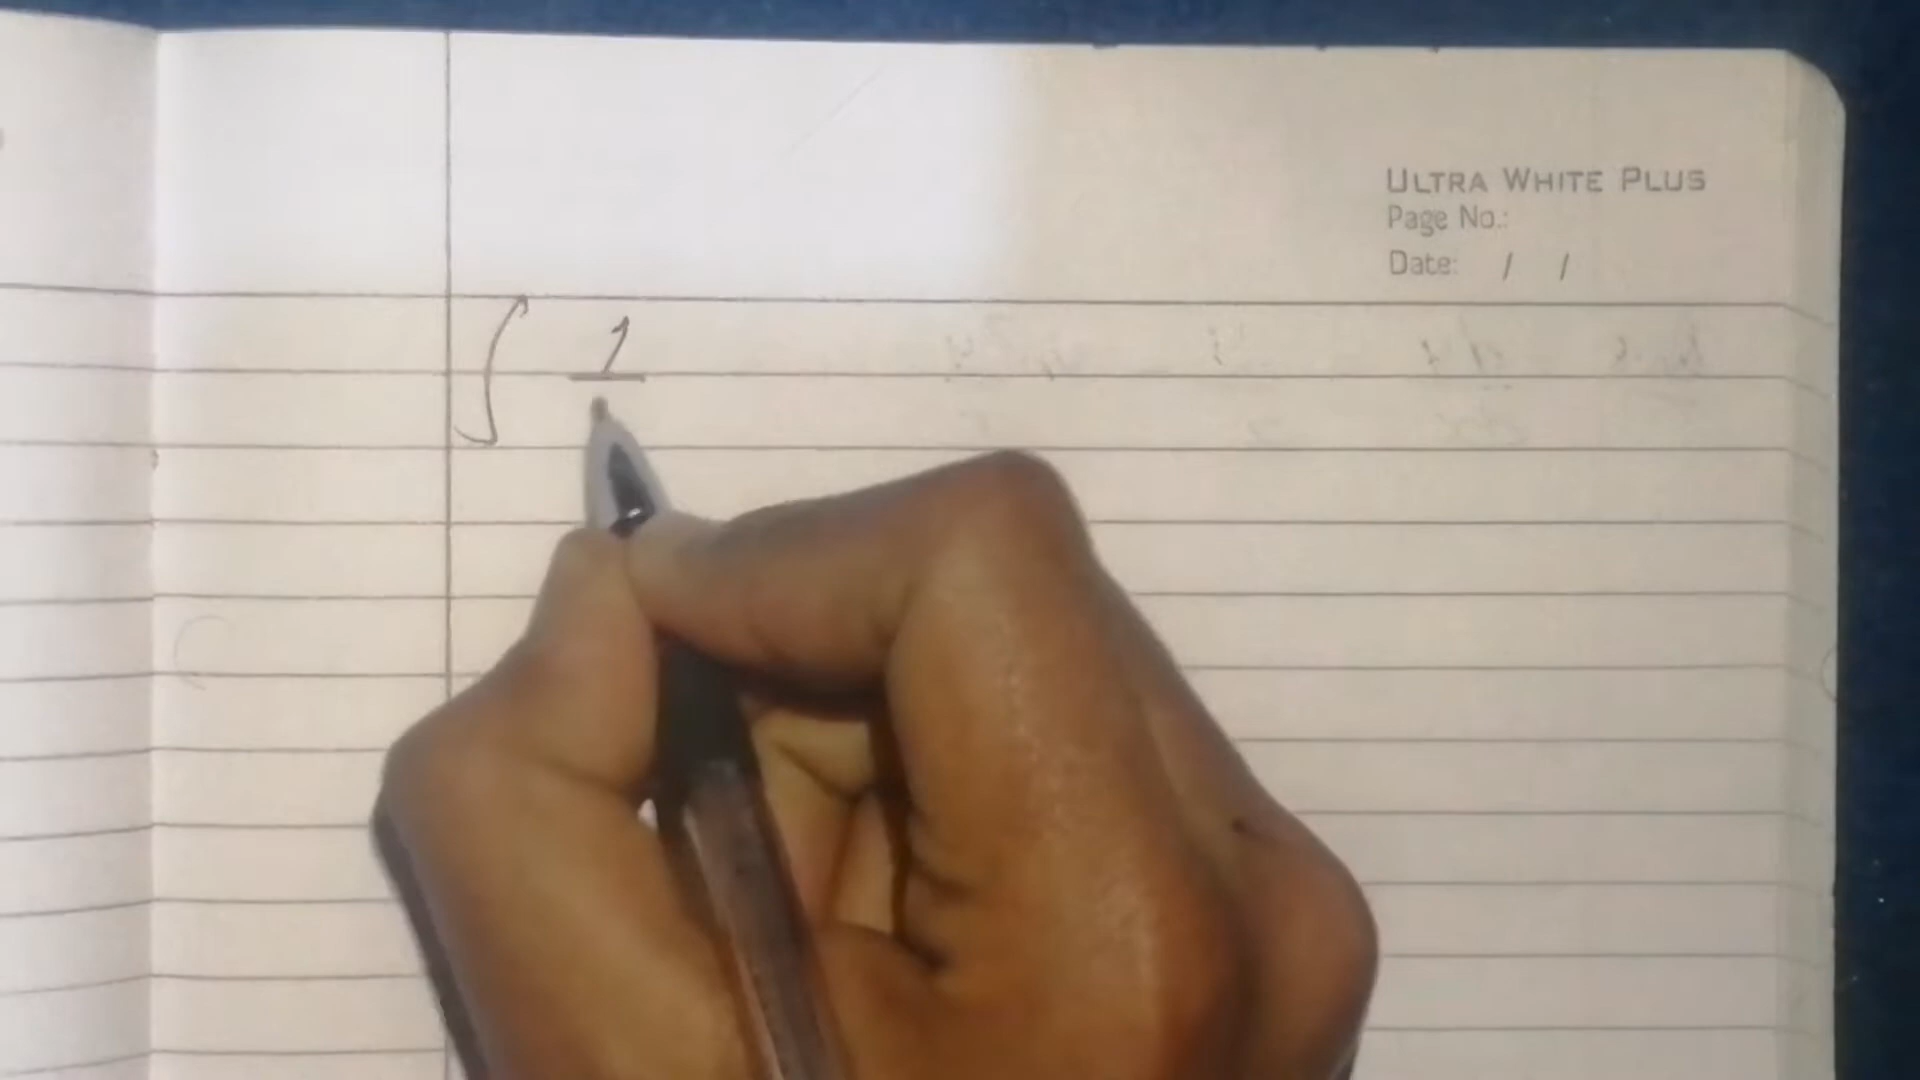 ULTRA WHITE PLUS
Page No.:
Date: / /
∫ 1